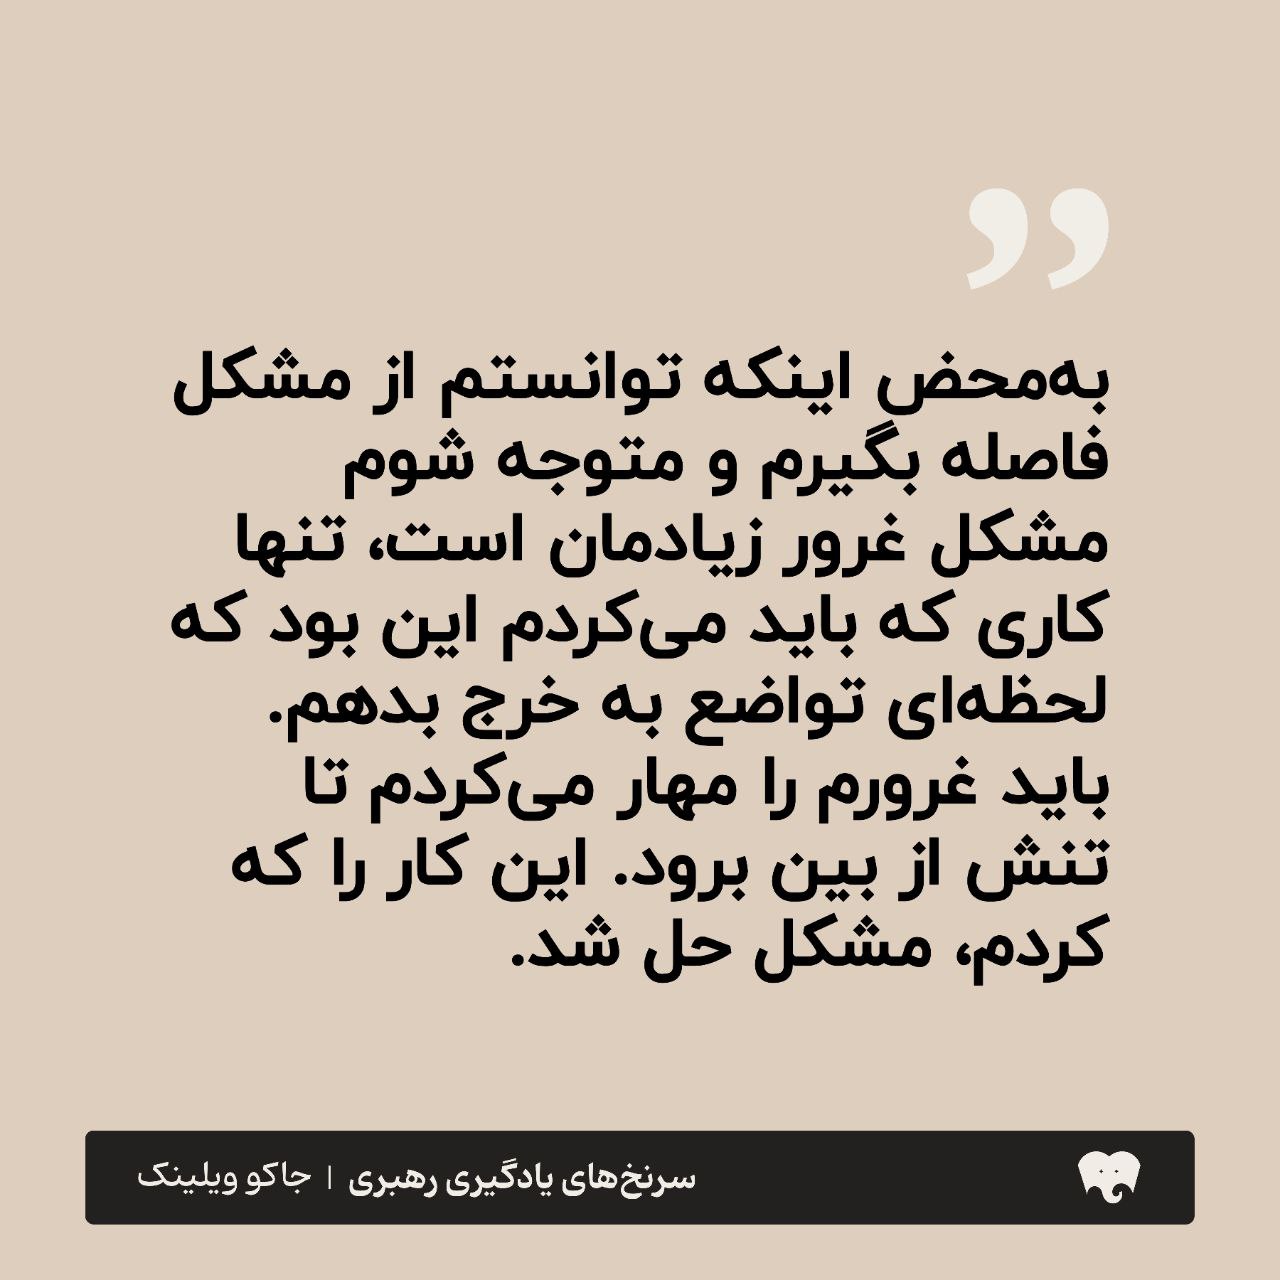 ”
به‌محض اینکه توانستم از مشکل
فاصله بگیرم و متوجه شوم
مشکل غرور زیادمان است، تنها
کاری که باید می‌کردم این بود که
لحظه‌ای تواضع به خرج بدهم.
باید غرورم را مهار می‌کردم تا
تنش از بین برود. این کار را که
کردم، مشکل حل شد.
سرنخ‌های یادگیری رهبری | جاکو ویلینک